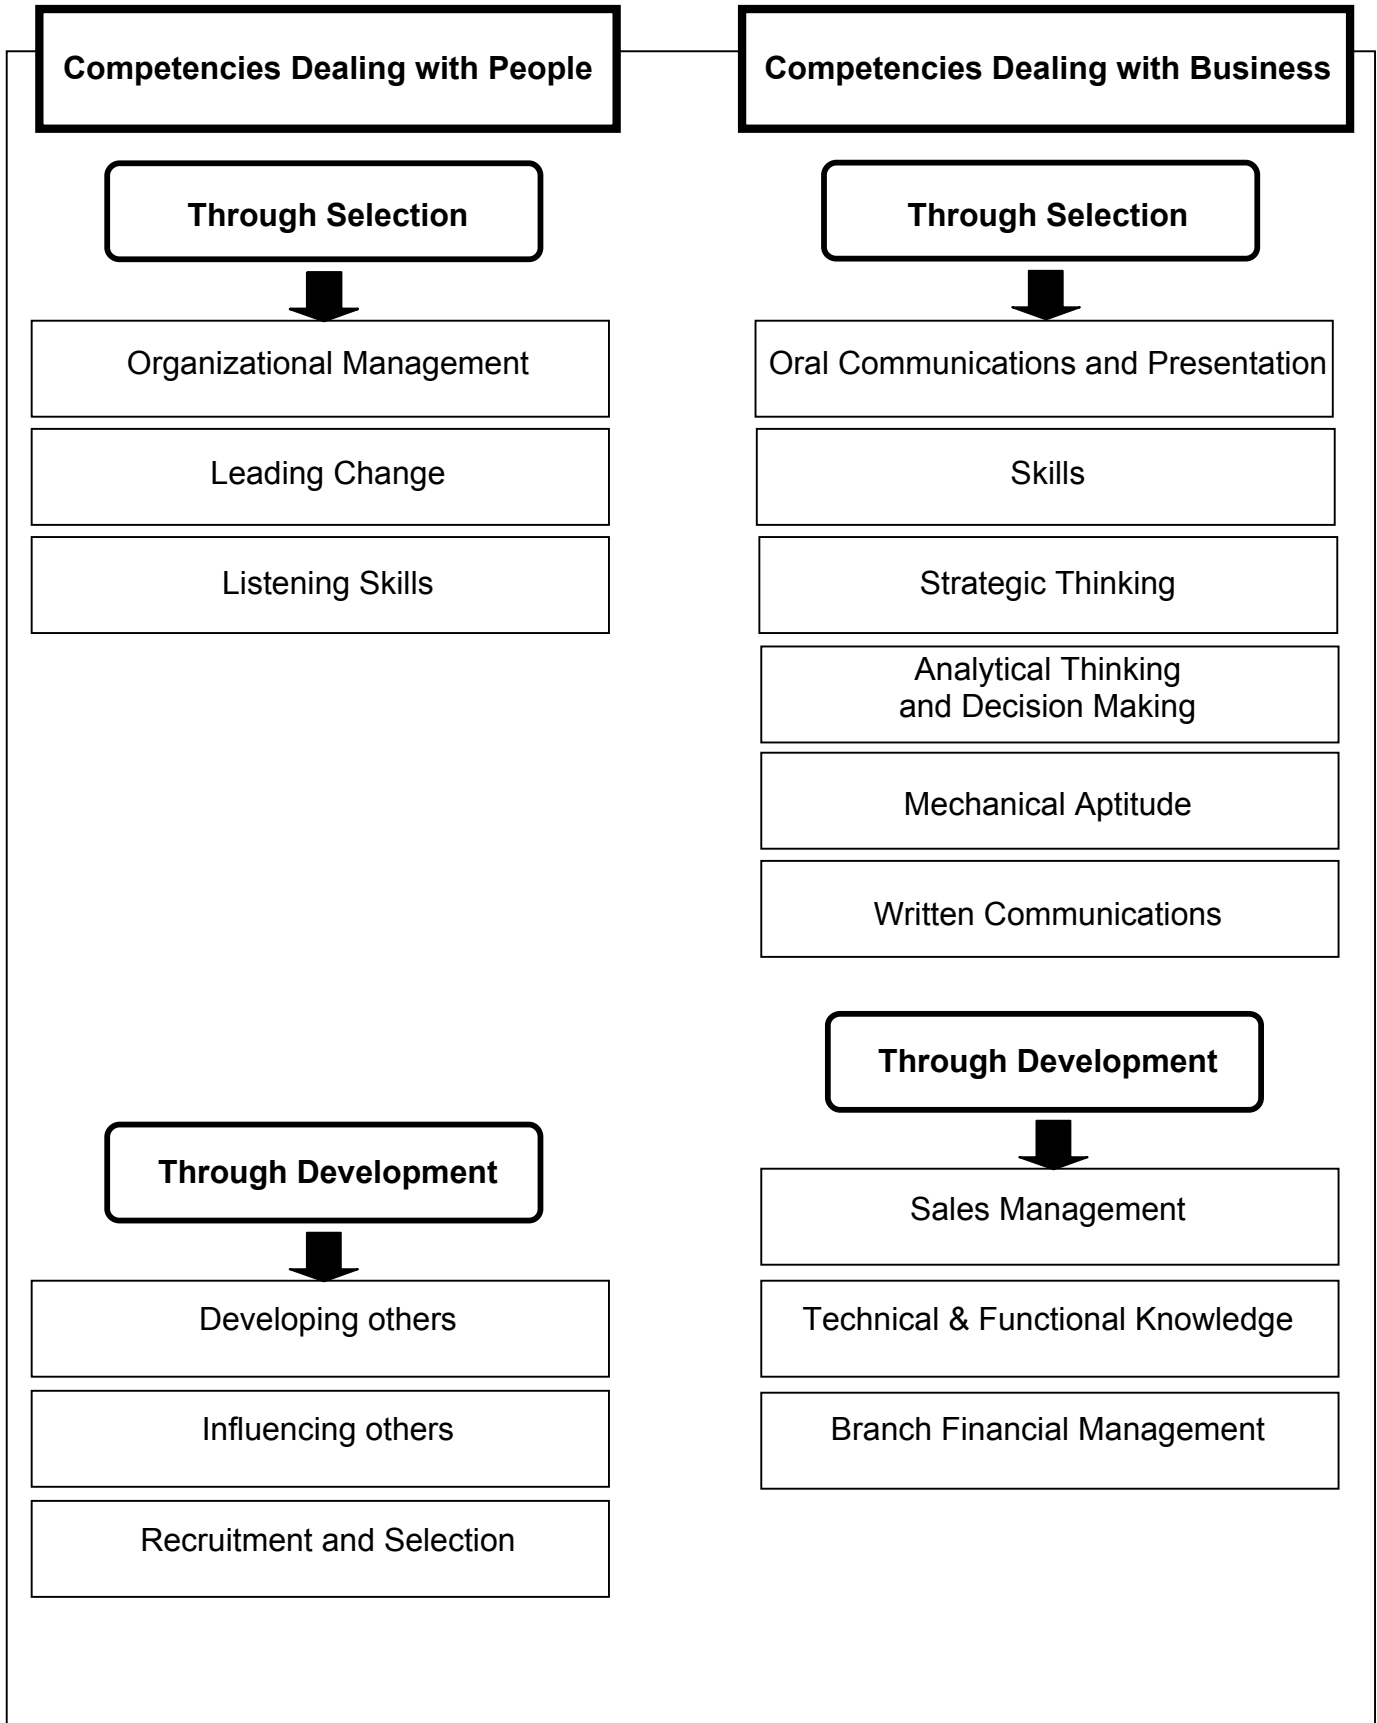 Competencies Dealing with People
Through Selection
Organizational Management
Leading Change
Listening Skills
Through Development
Developing others
Influencing others
Recruitment and Selection
Competencies Dealing with Business
Through Selection
Oral Communications and Presentation
Skills
Strategic Thinking
Analytical Thinking
and Decision Making
Mechanical Aptitude
Written Communications
Through Development
Sales Management
Technical & Functional Knowledge
Branch Financial Management